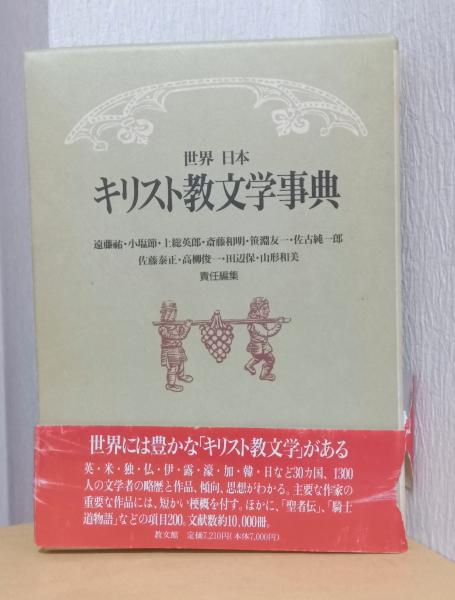 世界 日本
キリスト教文学事典
遠藤祐・小塩節・上総英郎・斎藤和明・笹淵友一・佐古純一郎
佐藤泰正・高柳俊一・田辺保・山形和美
責任編集
世界には豊かな「キリスト教文学」がある
英・米・独・仏・伊・露・濠・加・韓・日など30カ国、1300
人の文学者の略歴と作品、傾向、思想がわかる。主要な作家の
重要な作品には、短かい梗概を付す。ほかに、「聖者伝」、「騎士
道物語」などの項目200。文献数約10,000冊。
教文館 定価7,210円(本体7,000円)